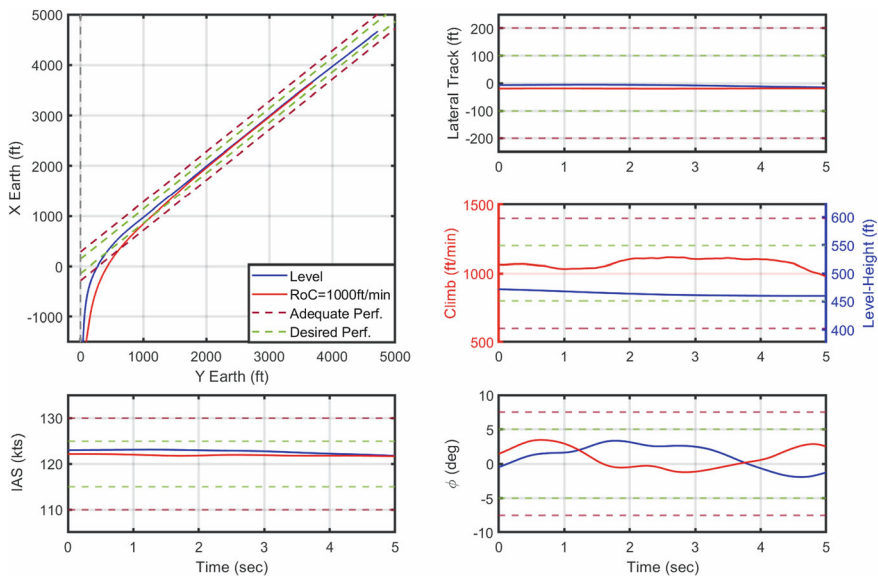 5000
4000
3000
2000
1000
0
-1000
X Earth (ft)
0 1000 2000 3000 4000 5000
Y Earth (ft)
Level
RoC=1000ft/min
Adequate Perf.
Desired Perf.
200
100
0
-100
-200
Lateral Track (ft)
0 1 2 3 4 5
1500
1000
500
Climb (ft/min)
600
550
500
450
400
Level-Height (ft)
0 1 2 3 4 5
130
120
110
IAS (kts)
0 1 2 3 4 5
Time (sec)
10
5
0
-5
-10
ϕ (deg)
0 1 2 3 4 5
Time (sec)